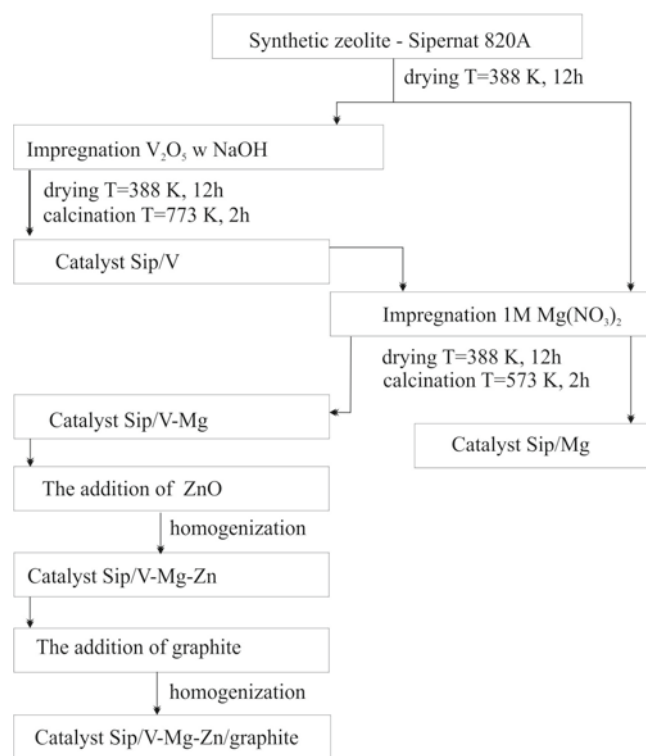 Synthetic zeolite - Sipernat 820A
drying T=388 K, 12h
Impregnation V₂O₅ w NaOH
drying T=388 K, 12h
calcination T=773 K, 2h
Catalyst Sip/V
Impregnation 1M Mg(NO₃)₂
drying T=388 K, 12h
calcination T=573 K, 2h
Catalyst Sip/V-Mg
Catalyst Sip/Mg
The addition of ZnO
homogenization
Catalyst Sip/V-Mg-Zn
The addition of graphite
homogenization
Catalyst Sip/V-Mg-Zn/graphite